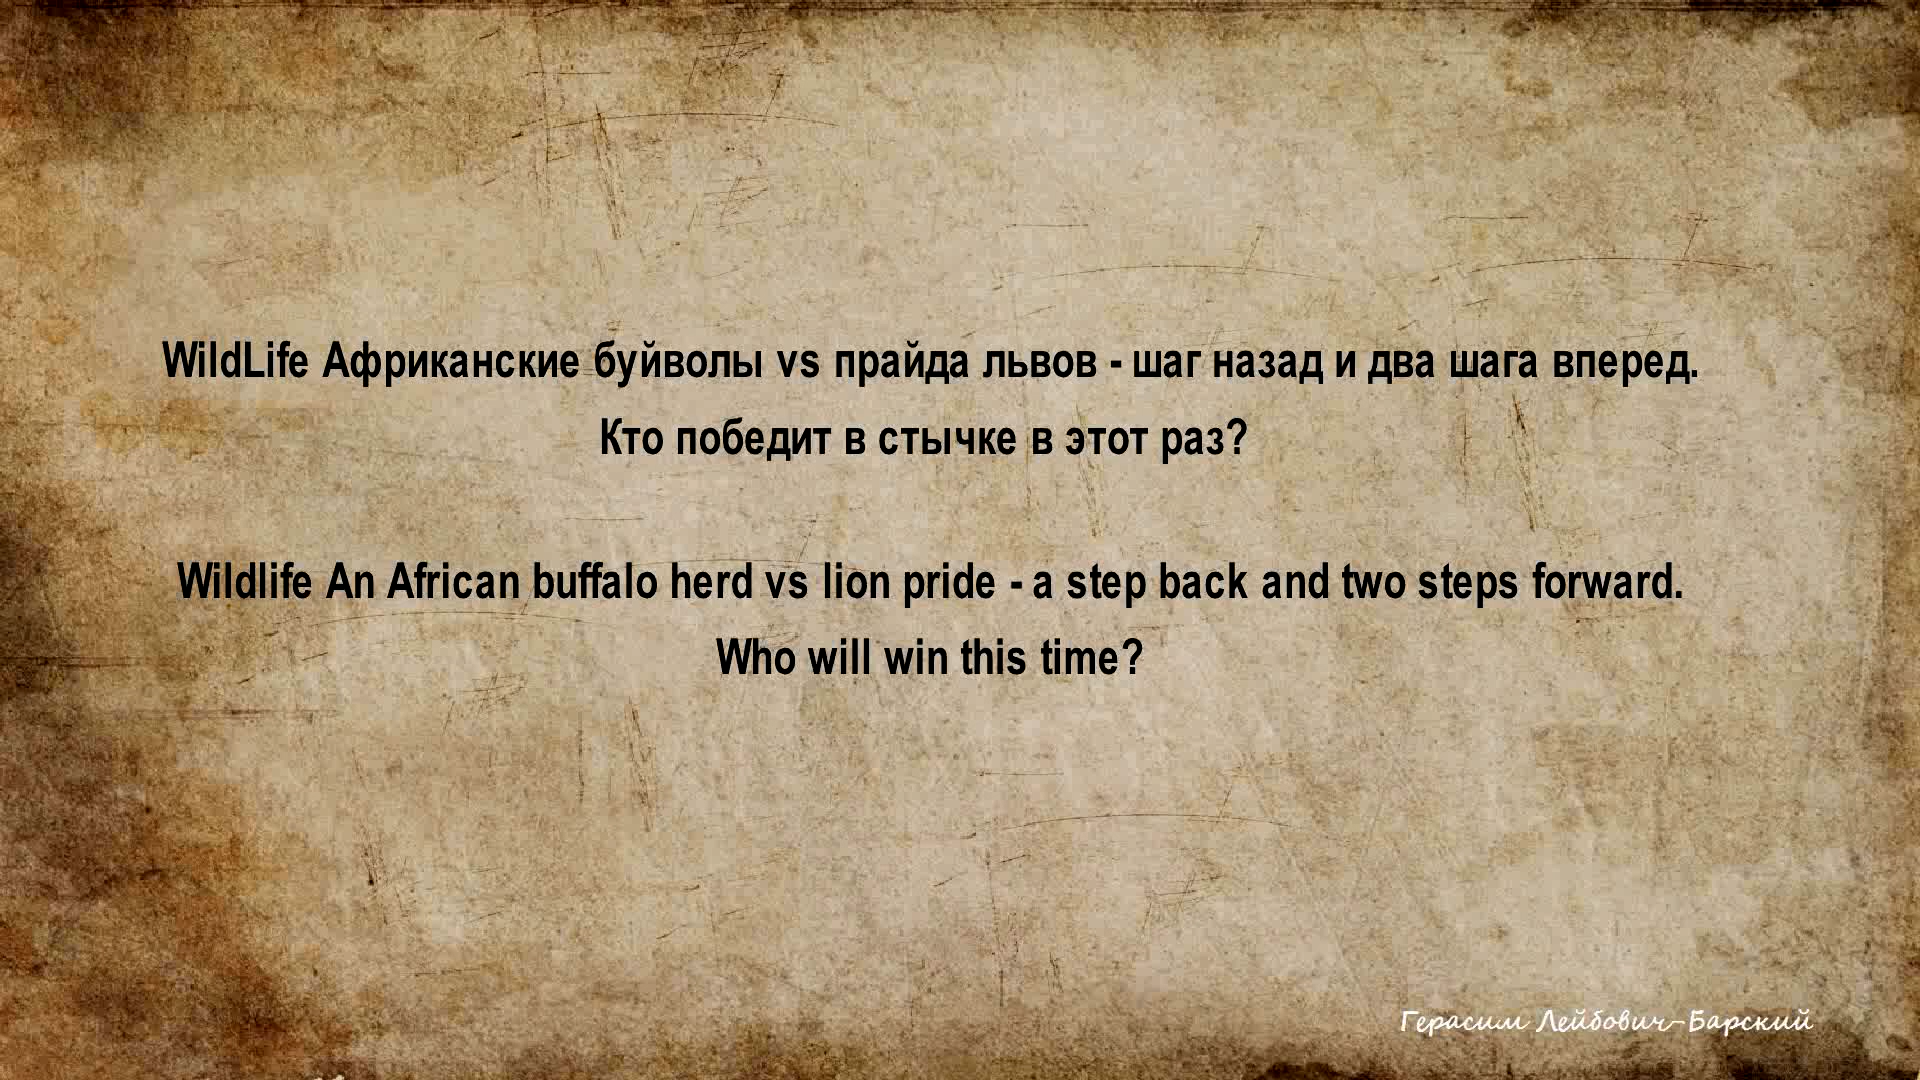 WildLife Африканские буйволы vs прайда львов - шаг назад и два шага вперед.
Кто победит в стычке в этот раз?
Wildlife An African buffalo herd vs lion pride - a step back and two steps forward.
Who will win this time?
Герасим Лейбович-Барский